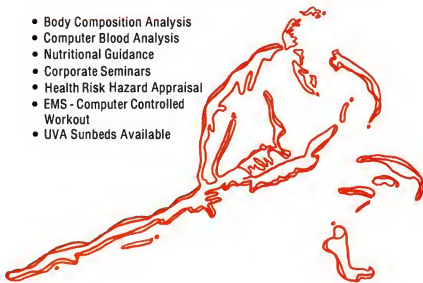 • Body Composition Analysis
• Computer Blood Analysis
• Nutritional Guidance
• Corporate Seminars
• Health Risk Hazard Appraisal
• EMS - Computer Controlled
Workout
• UVA Sunbeds Available